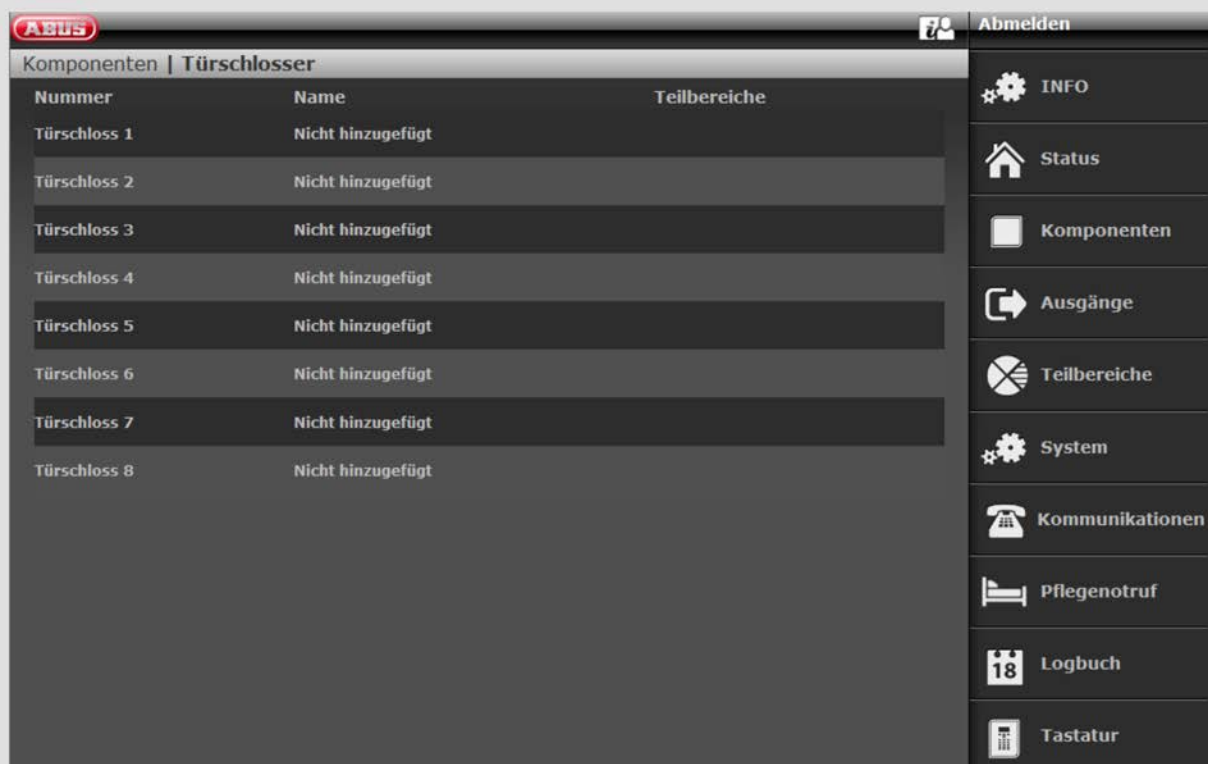 ABUS
Abmelden
Komponenten | Türschlosser
Nummer Name Teilbereiche
Türschloss 1 Nicht hinzugefügt
Türschloss 2 Nicht hinzugefügt
Türschloss 3 Nicht hinzugefügt
Türschloss 4 Nicht hinzugefügt
Türschloss 5 Nicht hinzugefügt
Türschloss 6 Nicht hinzugefügt
Türschloss 7 Nicht hinzugefügt
Türschloss 8 Nicht hinzugefügt
INFO
Status
Komponenten
Ausgänge
Teilbereiche
System
Kommunikationen
Pflegenotruf
18 Logbuch
Tastatur